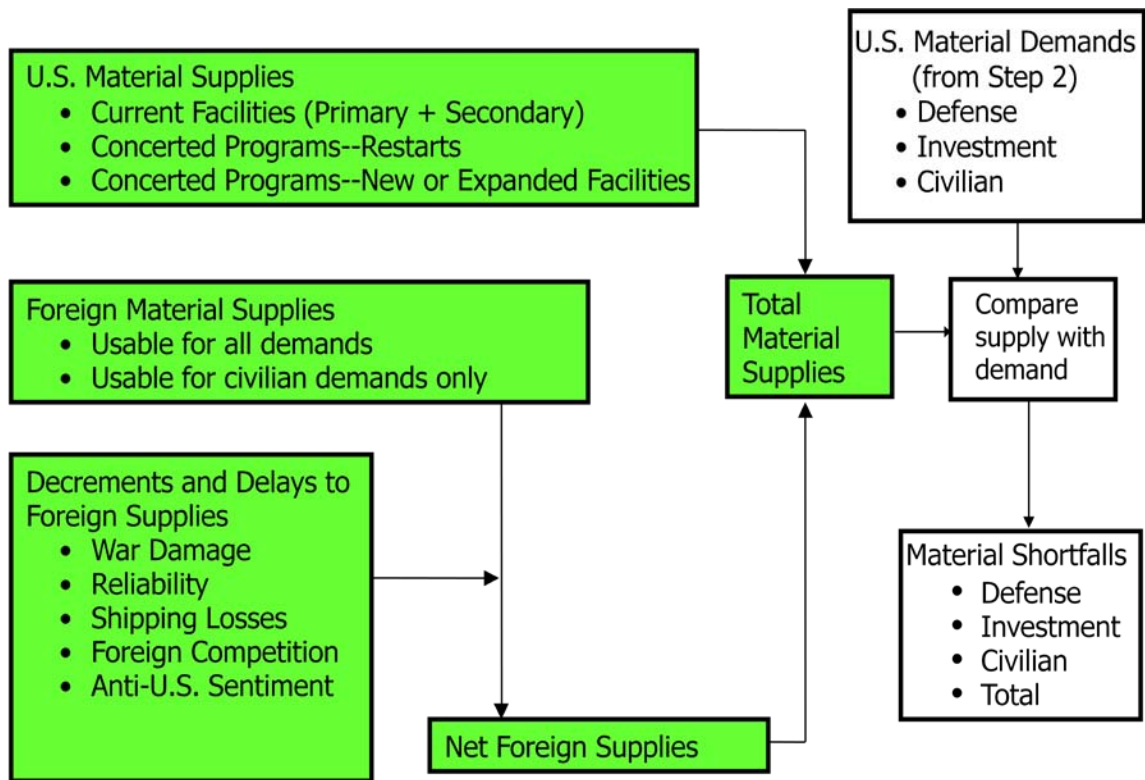 U.S. Material Supplies
• Current Facilities (Primary + Secondary)
• Concerted Programs--Restarts
• Concerted Programs--New or Expanded Facilities
U.S. Material Demands
(from Step 2)
• Defense
• Investment
• Civilian
Foreign Material Supplies
• Usable for all demands
• Usable for civilian demands only
Total
Material
Supplies
Compare
supply with
demand
Decrements and Delays to
Foreign Supplies
• War Damage
• Reliability
• Shipping Losses
• Foreign Competition
• Anti-U.S. Sentiment
Material Shortfalls
• Defense
• Investment
• Civilian
• Total
Net Foreign Supplies